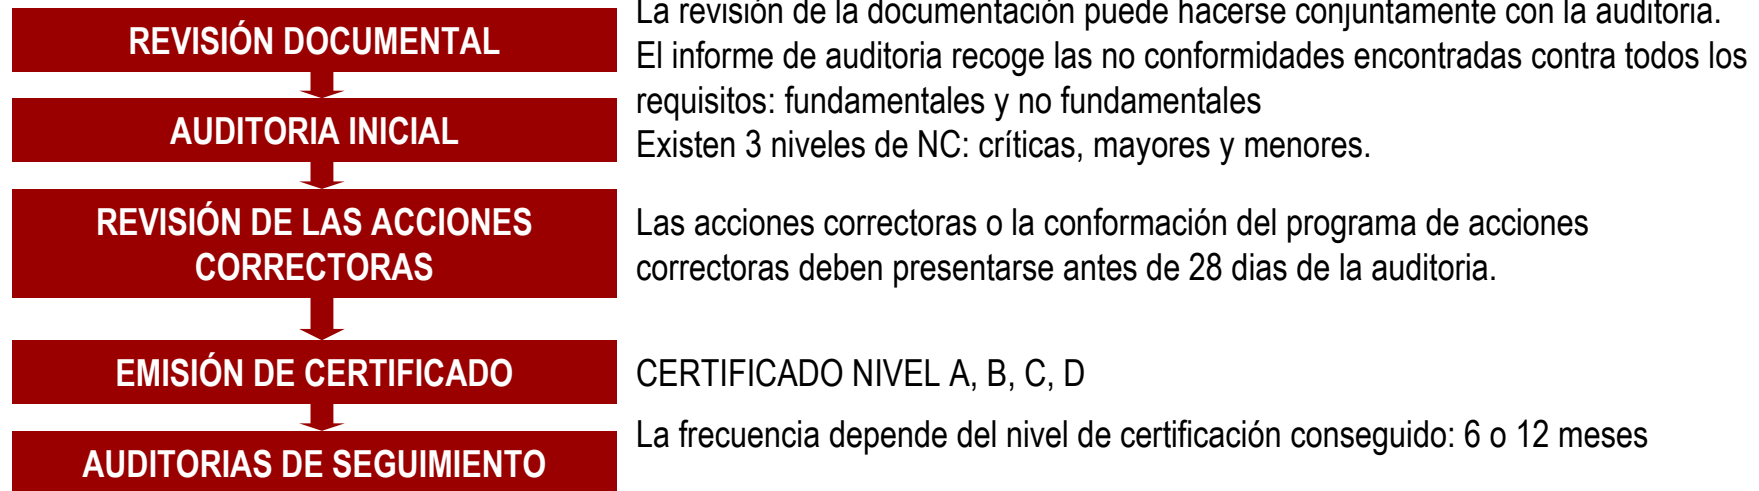 REVISIÓN DOCUMENTAL
La revisión de la documentación puede hacerse conjuntamente con la auditoria.
El informe de auditoria recoge las no conformidades encontradas contra todos los
requisitos: fundamentales y no fundamentales
AUDITORIA INICIAL
Existen 3 niveles de NC: críticas, mayores y menores.
REVISIÓN DE LAS ACCIONES
CORRECTORAS
Las acciones correctoras o la conformación del programa de acciones
correctoras deben presentarse antes de 28 dias de la auditoria.
EMISIÓN DE CERTIFICADO
CERTIFICADO NIVEL A, B, C, D
La frecuencia depende del nivel de certificación conseguido: 6 o 12 meses
AUDITORIAS DE SEGUIMIENTO